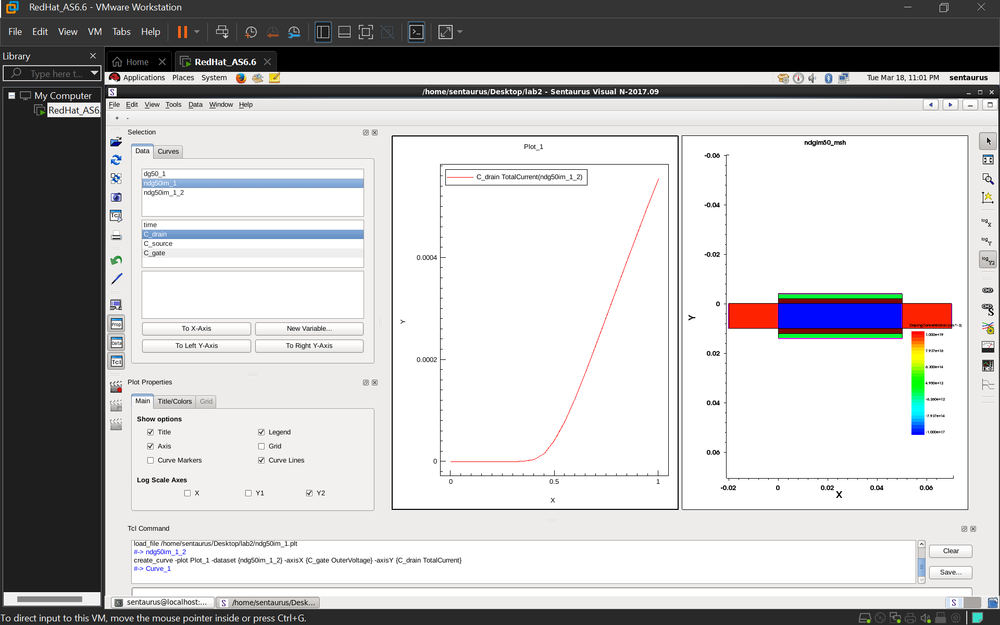 RedHat_AS6.6 - VMware Workstation
File Edit View VM Tabs Help
Library
Home
RedHat_AS6.6
Type here t...
Applications Places System
Tue Mar 18, 11:01 PM sentaurus
My Computer
RedHat_AS6.
S
/home/sentaurus/Desktop/lab2 - Sentaurus Visual N-2017.09
File Edit View Tools Data Window Help
+ -
Selection
Data Curves
dg50_1
ndg50im_1
ndg50im_1_2
time
C_drain
C_source
C_gate
To X-Axis New Variable...
To Left Y-Axis To Right Y-Axis
Tcl
Prop
Data
Tcl
Plot Properties
Main Title/Colors Grid
Show options
Title Legend
Axis Grid
Curve Markers Curve Lines
Log Scale Axes
X Y1 Y2
Plot_1
C_drain TotalCurrent(ndg50im_1_2)
0.0004
0.0002
0
Y
0 0.5 1
X
ndgim50_msh
-0.06
-0.04
-0.02
0
0.02
0.04
0.06
Y
DopingConcentration (cm^-3)
1.000e+19
7.937e+16
6.300e+14
4.950e+12
-6.260e+12
-7.937e+14
-1.000e+17
-0.02 0 0.02 0.04 0.06
X
log X
log Y
log Y2
S
Tcl Command
load_file /home/sentaurus/Desktop/lab2/ndg50im_1.plt
#-> ndg50im_1_2
create_curve -plot Plot_1 -dataset {ndg50im_1_2} -axisX {C_gate OuterVoltage} -axisY {C_drain TotalCurrent}
#-> Curve_1
Clear
Save...
sentaurus@localhost:...
S /home/sentaurus/Desk...
S
To direct input to this VM, move the mouse pointer inside or press Ctrl+G.